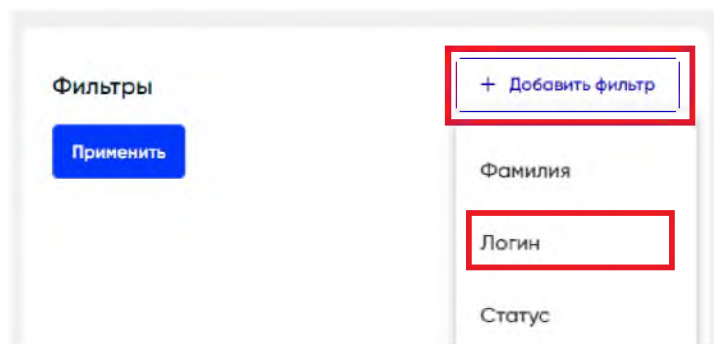 Фильтры
+ Добавить фильтр
Применить
Фамилия
Логин
Статус